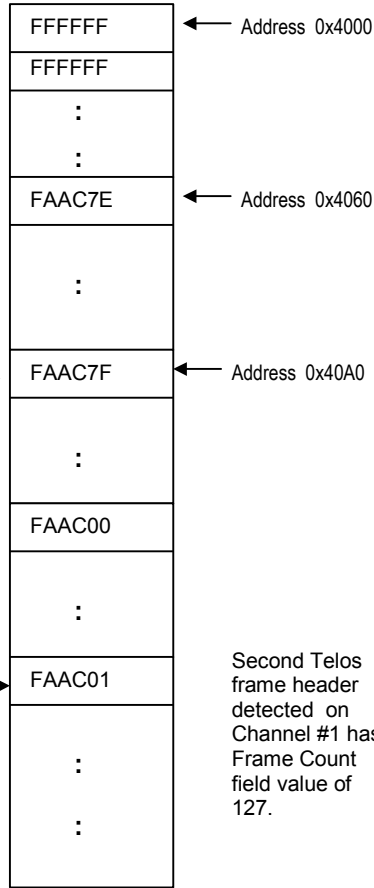 FFFFFF
Address 0x4000
FFFFFF
:
:
FAAC7E
Address 0x4060
:
FAAC7F
Address 0x40A0
:
FAAC00
:
FAAC01
:
:
Second Telos
frame header
detected on
Channel #1 has
Frame Count
field value of
127.